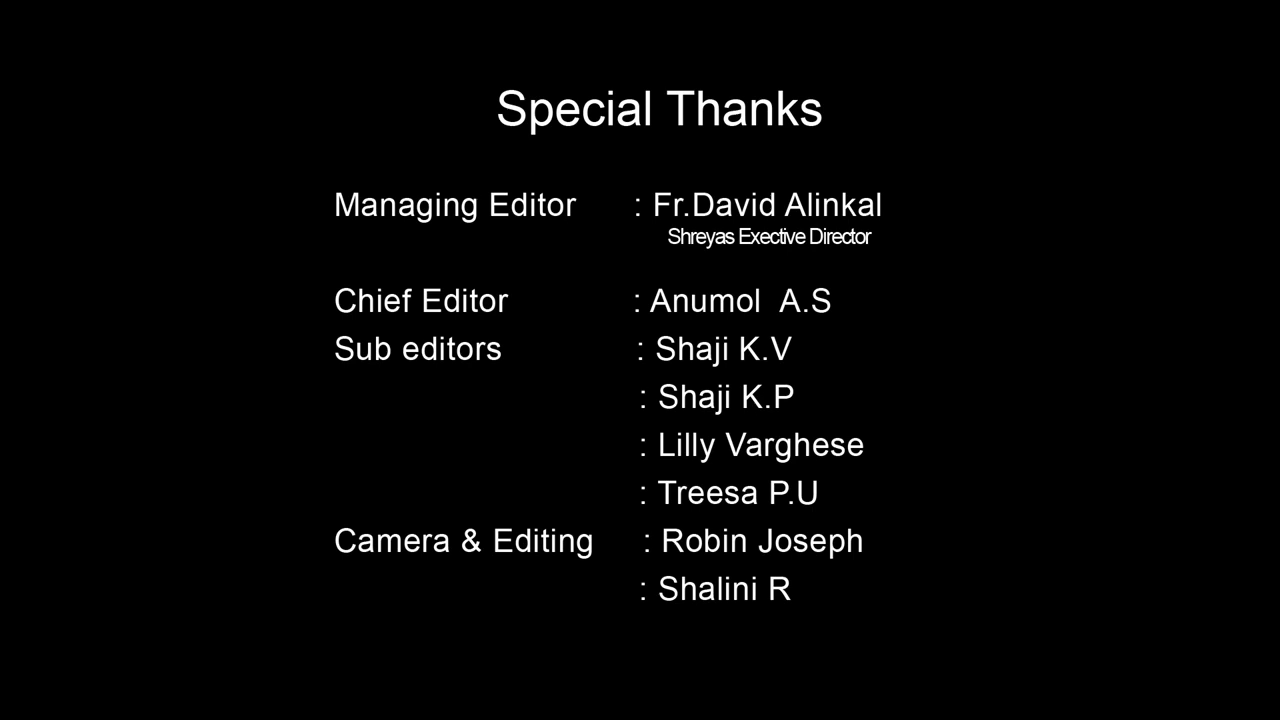 Special Thanks
Managing Editor : Fr.David Alinkal
Shreyas Exective Director
Chief Editor : Anumol A.S
Sub editors : Shaji K.V
: Shaji K.P
: Lilly Varghese
: Treesa P.U
Camera & Editing : Robin Joseph
: Shalini R